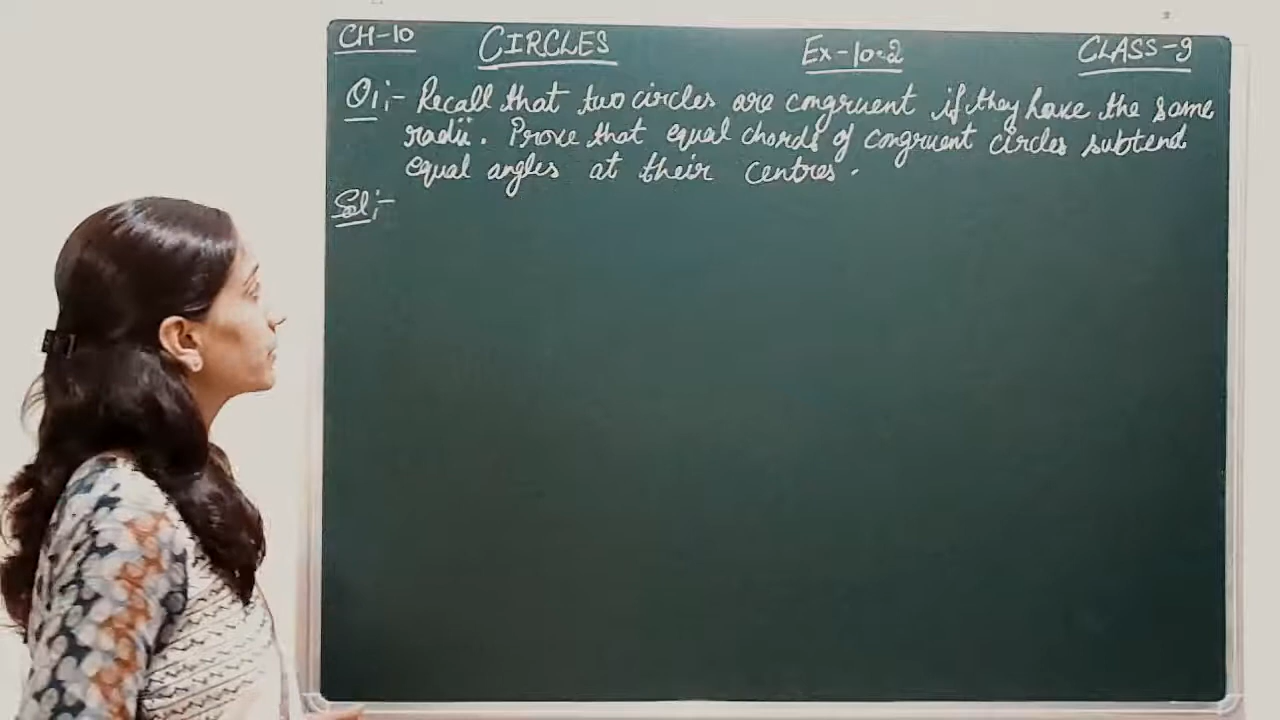 CH-10 CIRCLES Ex-10.2 CLASS-9
Q1:- Recall that two circles are congruent if they have the same
radii. Prove that equal chords of congruent circles subtend
equal angles at their centres.
Sol:-